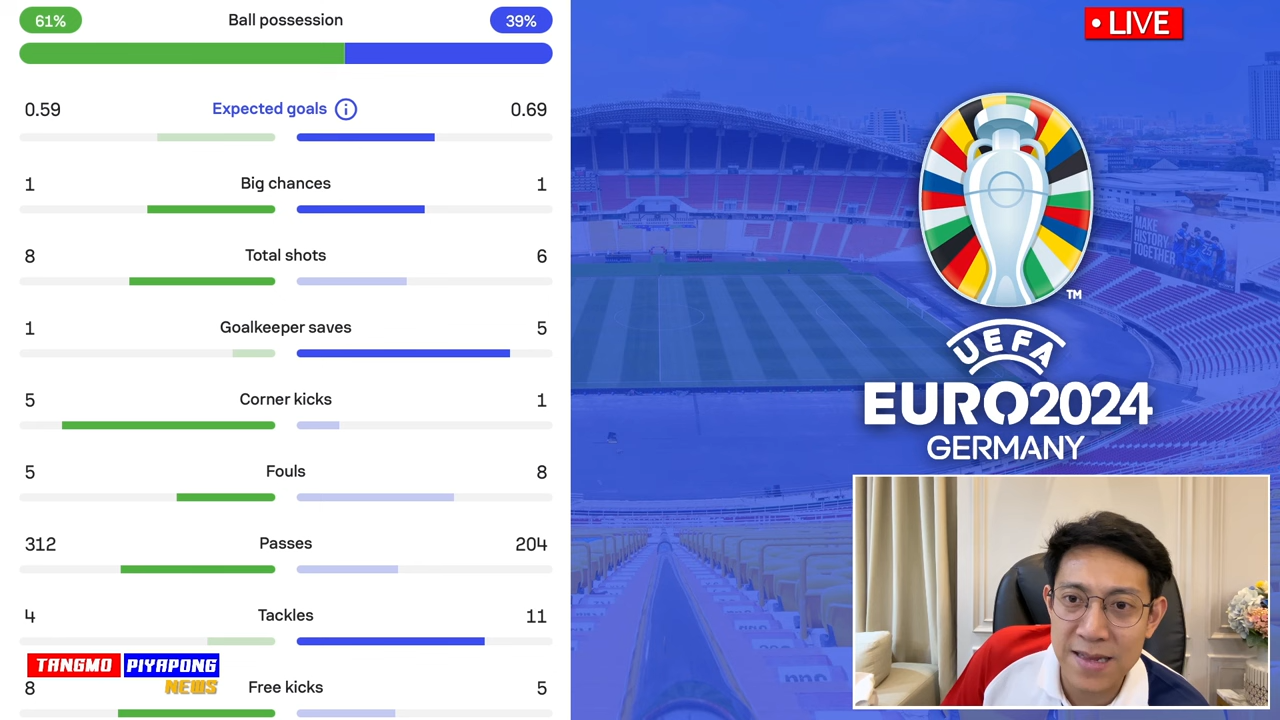 61% Ball possession 39%
0.59 Expected goals i 0.69
1 Big chances 1
8 Total shots 6
1 Goalkeeper saves 5
5 Corner kicks 1
5 Fouls 8
312 Passes 204
4 Tackles 11
8 Free kicks 5
TANGMO PIYAPONG
NEWS
• LIVE
MAKE
HISTORY
TOGETHER
TM
UEFA
EURO2024
GERMANY